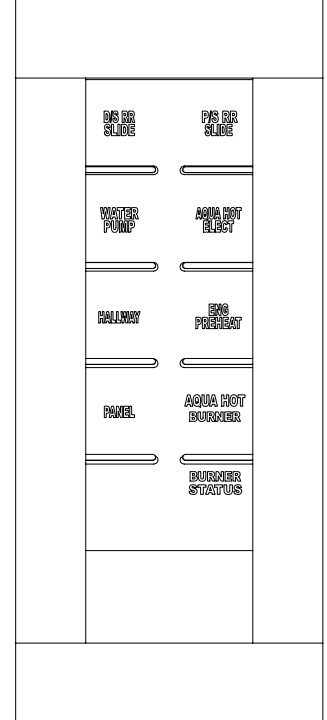 D/S RR
SLIDE
P/S RR
SLIDE
WATER
PUMP
AQUA HOT
ELECT
HALLWAY
ENG
PREHEAT
PANEL
AQUA HOT
BURNER
BURNER
STATUS